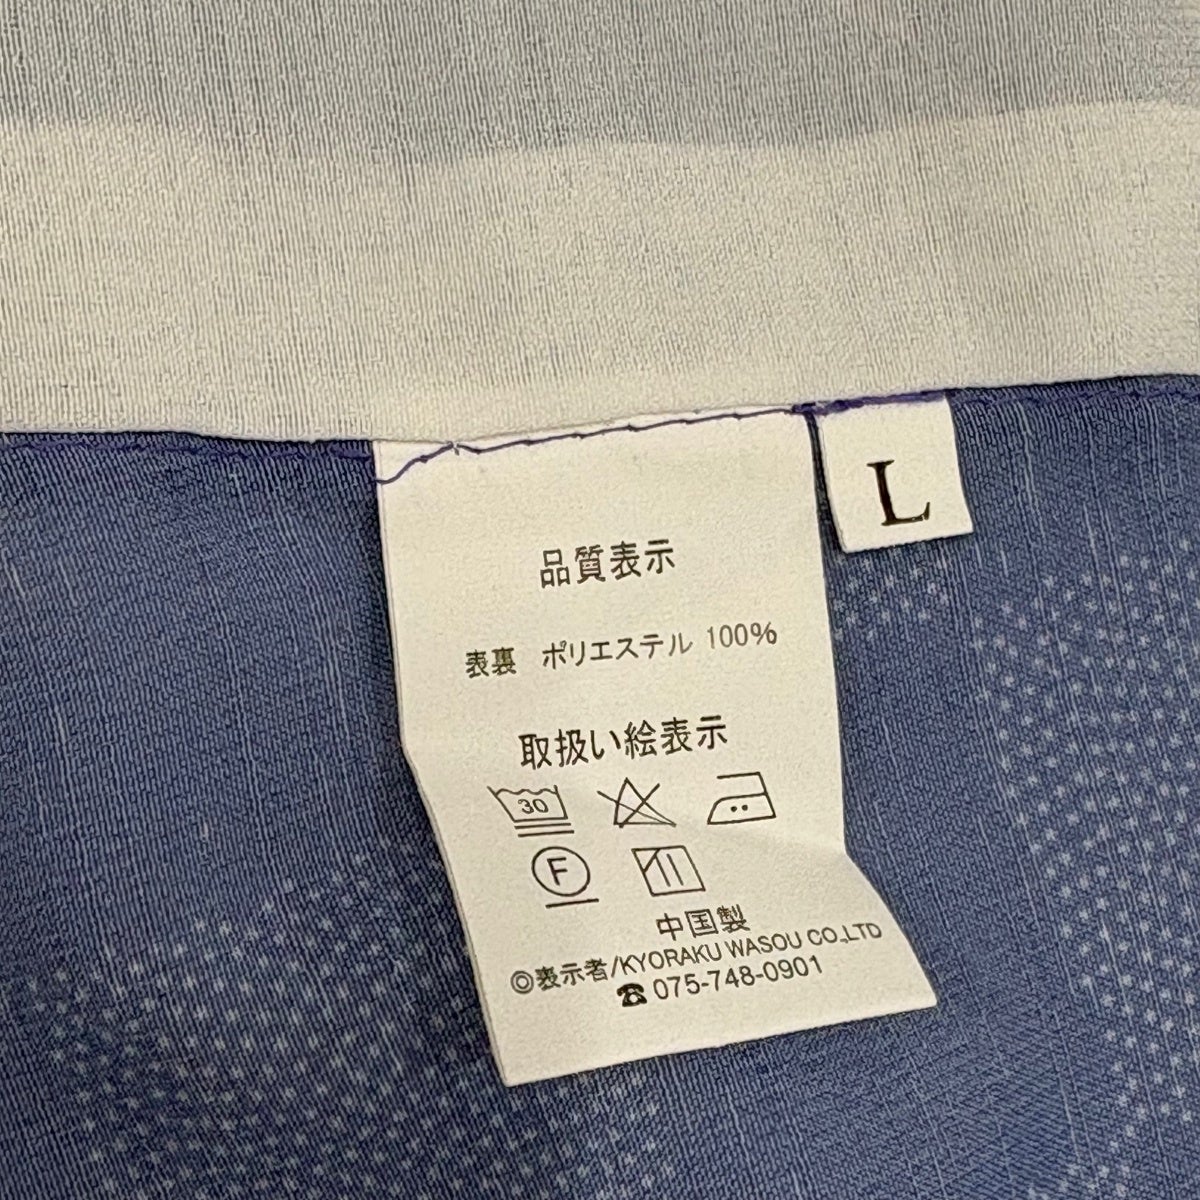 L
品質表示
表裏 ポリエステル 100%
取扱い絵表示
30
F
中国製
◎表示者/KYORAKU WASOU CO.,LTD
☎ 075-748-0901